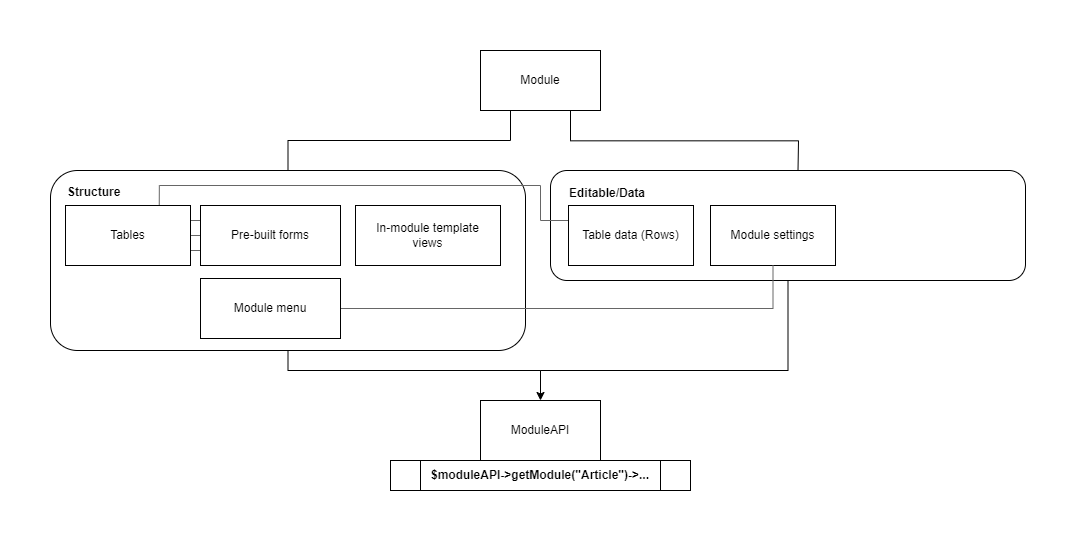 Module
Structure
Tables
Pre-built forms
In-module template
views
Module menu
Editable/Data
Table data (Rows)
Module settings
ModuleAPI
$moduleAPI->getModule("Article")->...